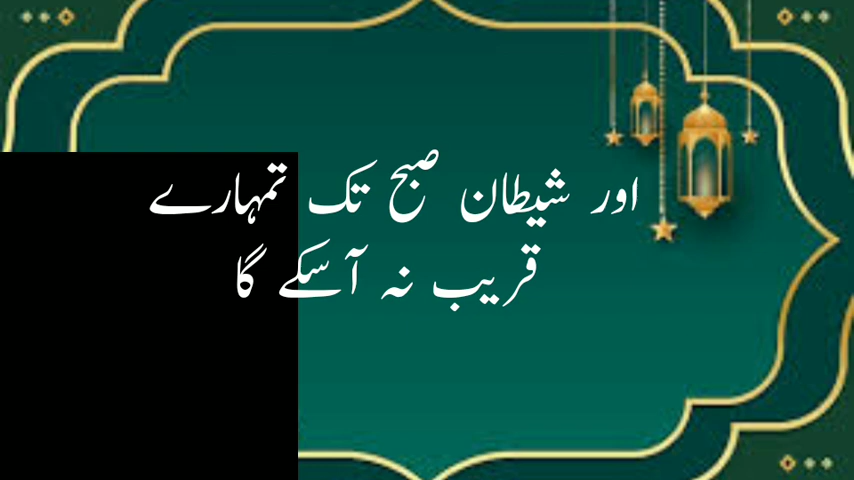 اور شیطان صبح تک تمہارے
قریب نہ آسکے گا